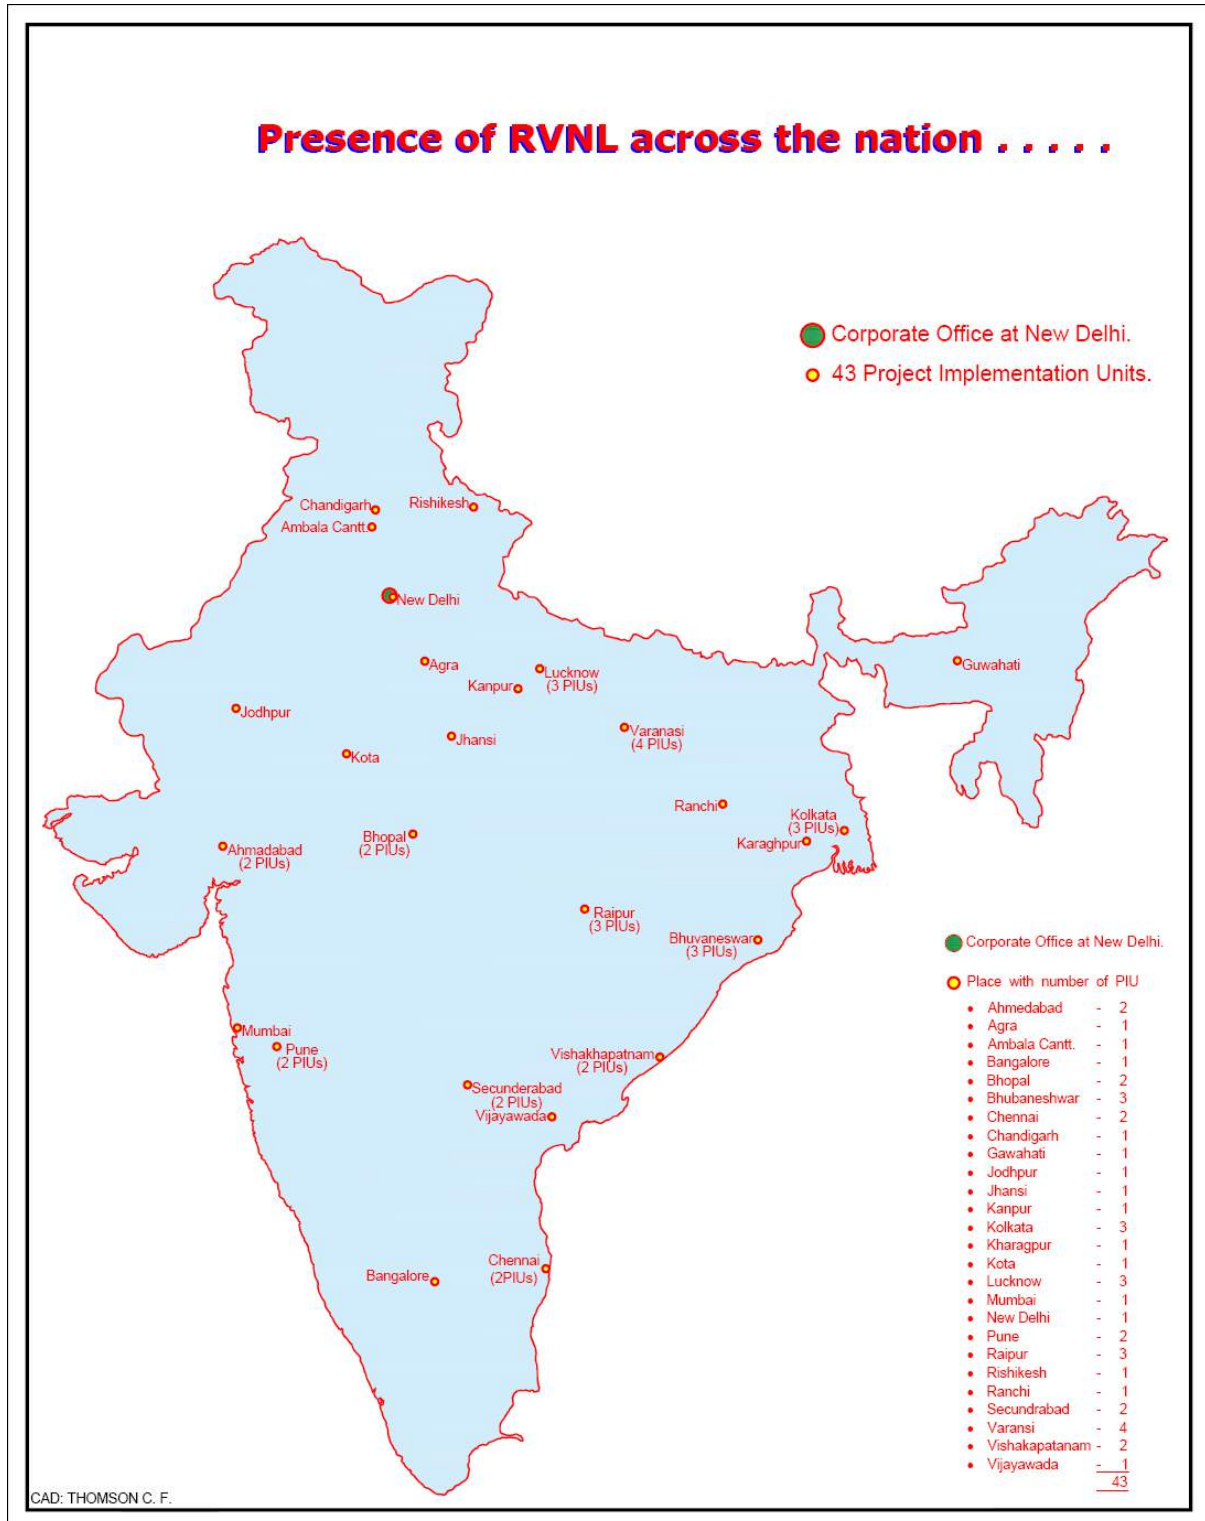 Presence of RVNL across the nation . . . . .
Corporate Office at New Delhi.
43 Project Implementation Units.
Chandigarh
Rishikesh
Ambala Cantt.
New Delhi
Agra
Lucknow
(3 PIUs)
Kanpur
Guwahati
Jodhpur
Jhansi
Varanasi
(4 PIUs)
Kota
Ranchi
Kolkata
(3 PIUs)
Karaghpur
Bhopal
(2 PIUs)
Ahmadabad
(2 PIUs)
Raipur
(3 PIUs)
Bhuvaneswar
(3 PIUs)
Mumbai
Pune
(2 PIUs)
Vishakhapatnam
(2 PIUs)
Secunderabad
(2 PIUs)
Vijayawada
Chennai
(2PIUs)
Bangalore
Corporate Office at New Delhi.
Place with number of PIU
• Ahmedabad - 2
• Agra - 1
• Ambala Cantt. - 1
• Bangalore - 1
• Bhopal - 2
• Bhubaneshwar - 3
• Chennai - 2
• Chandigarh - 1
• Gawahati - 1
• Jodhpur - 1
• Jhansi - 1
• Kanpur - 1
• Kolkata - 3
• Kharagpur - 1
• Kota - 1
• Lucknow - 3
• Mumbai - 1
• New Delhi - 1
• Pune - 2
• Raipur - 3
• Rishikesh - 1
• Ranchi - 1
• Secundrabad - 2
• Varansi - 4
• Vishakapatanam - 2
• Vijayawada - 1
43
CAD: THOMSON C. F.